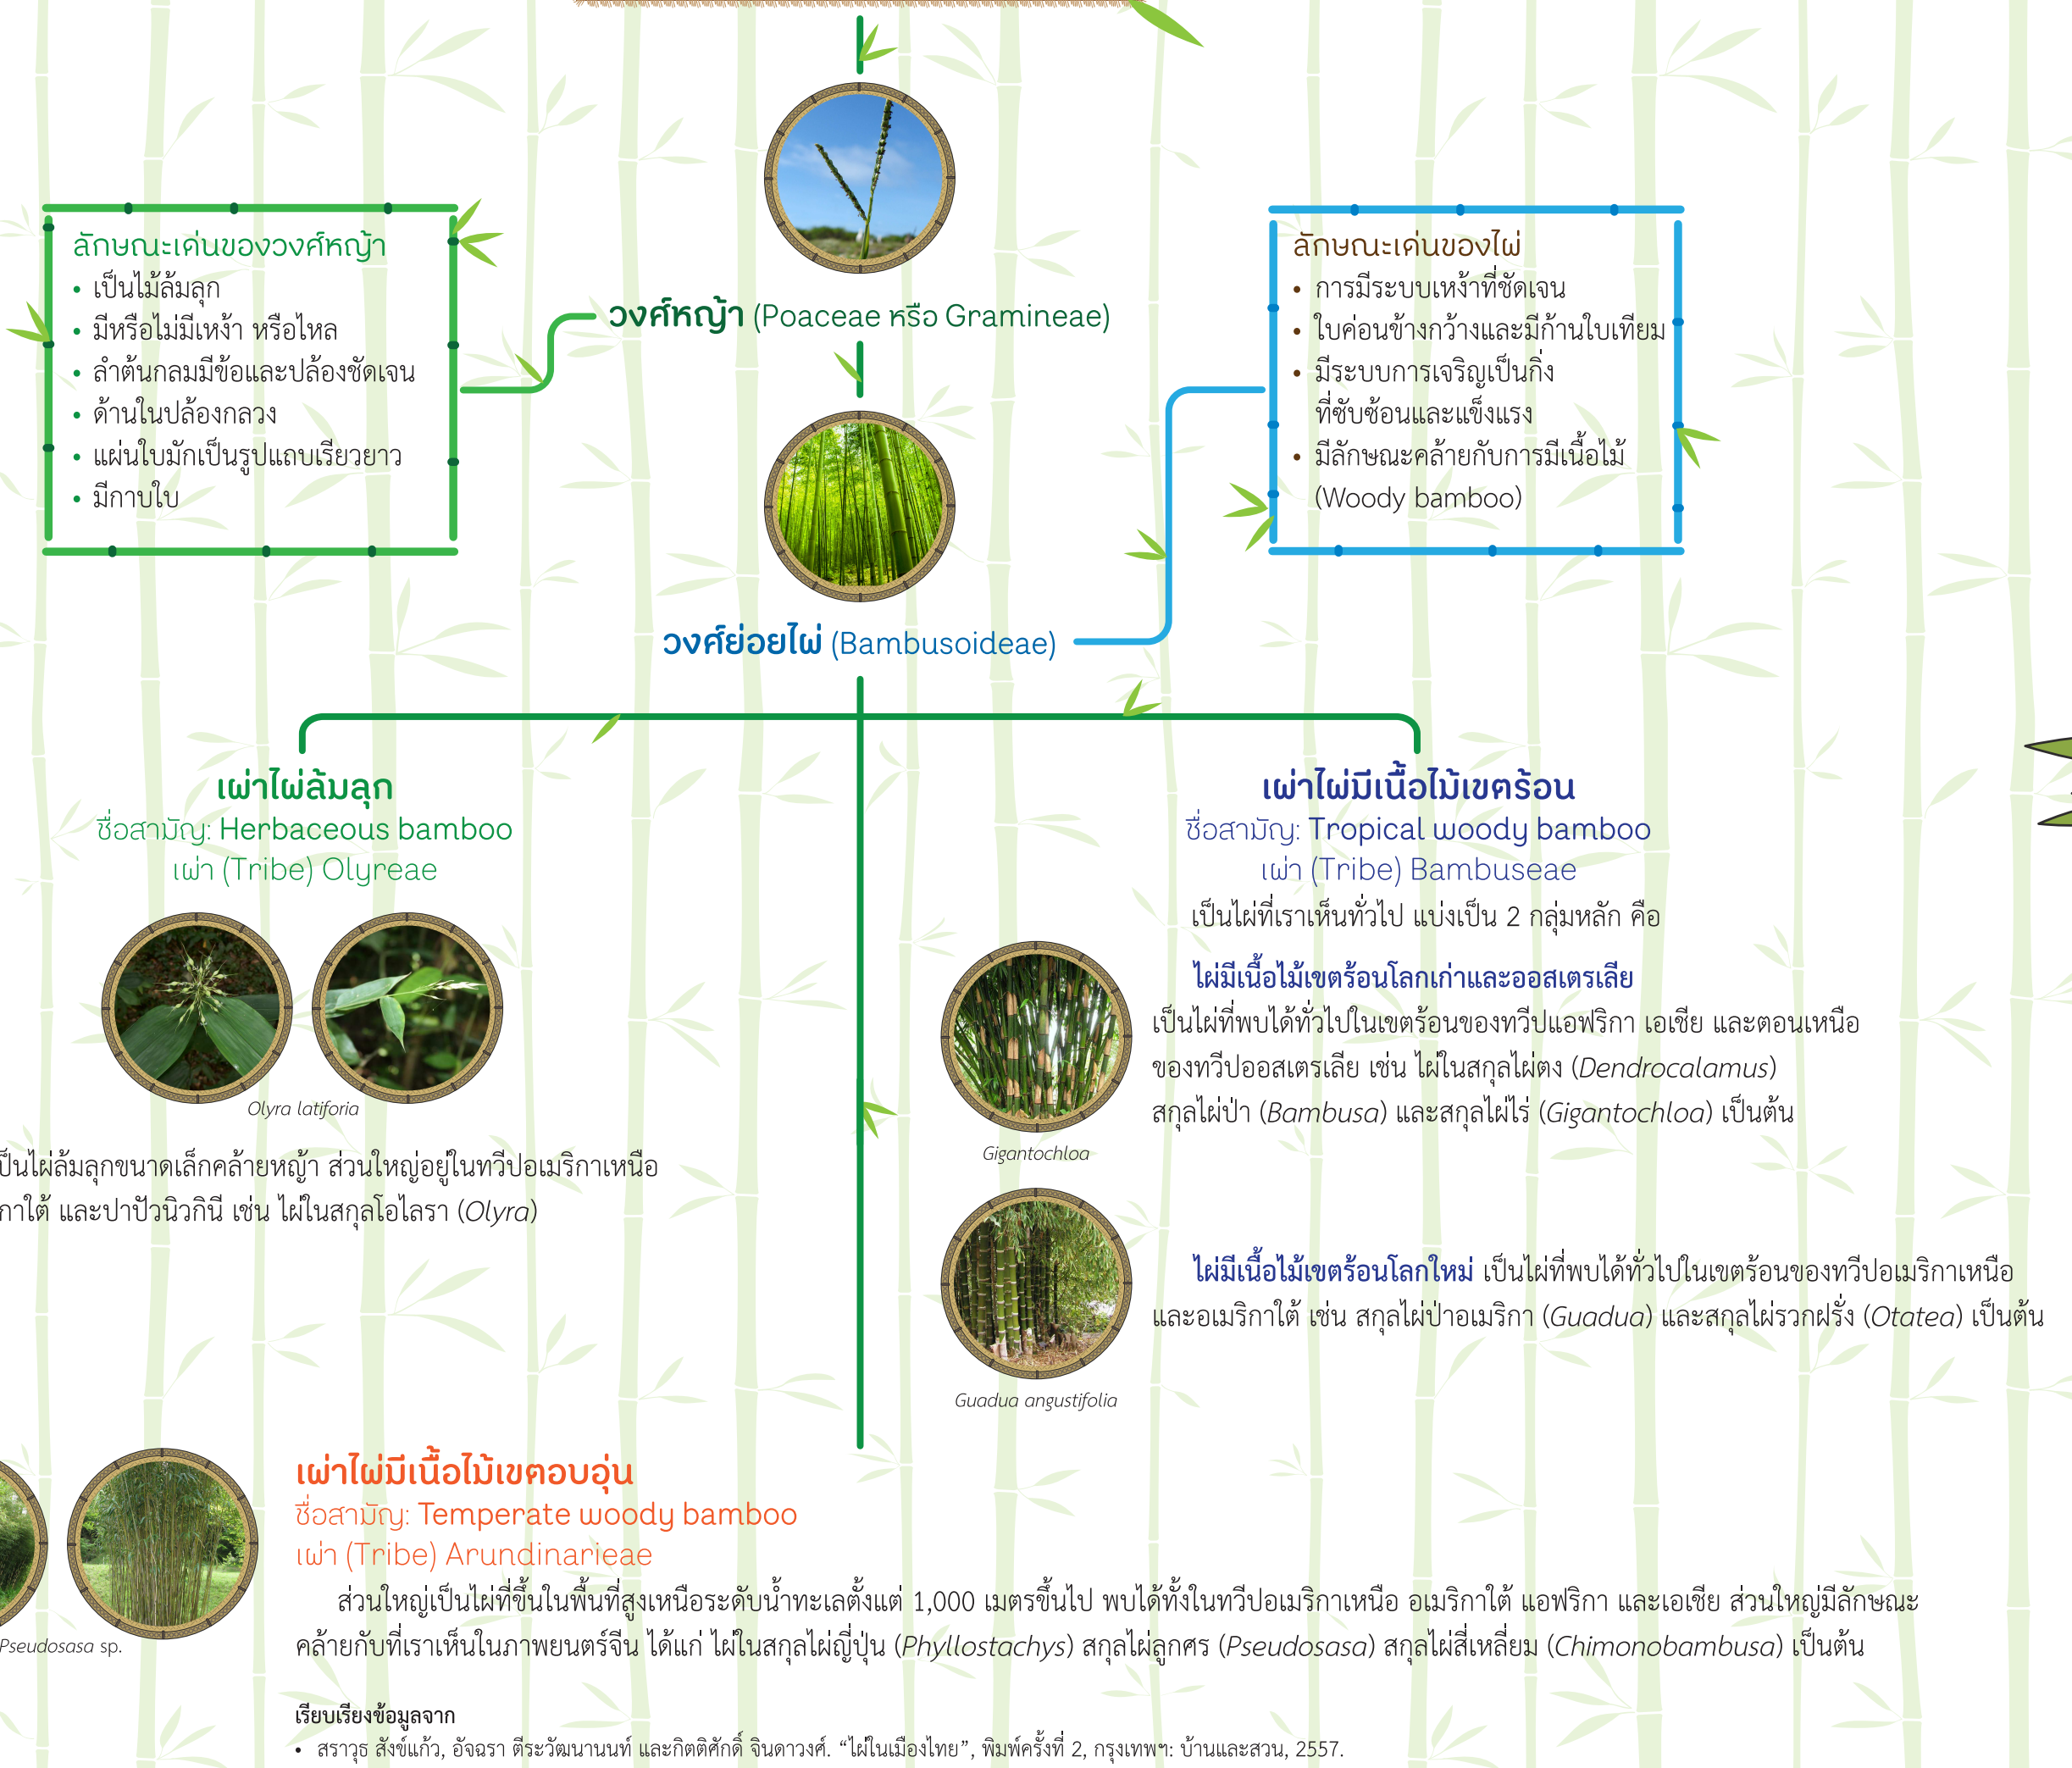 ลักษณะเด่นของวงศ์หญ้า
• เป็นไม้ล้มลุก
• มีหรือไม่มีเหง้า หรือไหล
• ลำต้นกลมมีข้อและปล้องชัดเจน
• ด้านในปล้องกลวง
• แผ่นใบมักเป็นรูปแถบเรียวยาว
• มีกาบใบ
วงศ์หญ้า (Poaceae หรือ Gramineae)
ลักษณะเด่นของไผ่
• การมีระบบเหง้าที่ชัดเจน
• ใบค่อนข้างกว้างและมีก้านใบเทียม
• มีระบบการเจริญเป็นกิ่ง
ที่ซับซ้อนและแข็งแรง
• มีลักษณะคล้ายกับการมีเนื้อไม้
(Woody bamboo)
วงศ์ย่อยไผ่ (Bambusoideae)
เผ่าไผ่ล้มลุก
ชื่อสามัญ: Herbaceous bamboo
เผ่า (Tribe) Olyreae
Olyra latiforia
ป็นไผ่ล้มลุกขนาดเล็กคล้ายหญ้า ส่วนใหญ่อยู่ในทวีปอเมริกาเหนือ
กาใต้ และปาปัวนิวกินี เช่น ไผ่ในสกุลโอไลรา (Olyra)
เผ่าไผ่มีเนื้อไม้เขตร้อน
ชื่อสามัญ: Tropical woody bamboo
เผ่า (Tribe) Bambuseae
เป็นไผ่ที่เราเห็นทั่วไป แบ่งเป็น 2 กลุ่มหลัก คือ
ไผ่มีเนื้อไม้เขตร้อนโลกเก่าและออสเตรเลีย
เป็นไผ่ที่พบได้ทั่วไปในเขตร้อนของทวีปแอฟริกา เอเชีย และตอนเหนือ
ของทวีปออสเตรเลีย เช่น ไผ่ในสกุลไผ่ตง (Dendrocalamus)
สกุลไผ่ป่า (Bambusa) และสกุลไผ่ไร่ (Gigantochloa) เป็นต้น
Gigantochloa
ไผ่มีเนื้อไม้เขตร้อนโลกใหม่ เป็นไผ่ที่พบได้ทั่วไปในเขตร้อนของทวีปอเมริกาเหนือ
และอเมริกาใต้ เช่น สกุลไผ่ป่าอเมริกา (Guadua) และสกุลไผ่รวกฝรั่ง (Otatea) เป็นต้น
Guadua angustifolia
เผ่าไผ่มีเนื้อไม้เขตอบอุ่น
ชื่อสามัญ: Temperate woody bamboo
เผ่า (Tribe) Arundinarieae
ส่วนใหญ่เป็นไผ่ที่ขึ้นในพื้นที่สูงเหนือระดับน้ำทะเลตั้งแต่ 1,000 เมตรขึ้นไป พบได้ทั้งในทวีปอเมริกาเหนือ อเมริกาใต้ แอฟริกา และเอเชีย ส่วนใหญ่มีลักษณะ
คล้ายกับที่เราเห็นในภาพยนตร์จีน ได้แก่ ไผ่ในสกุลไผ่ญี่ปุ่น (Phyllostachys) สกุลไผ่ลูกศร (Pseudosasa) สกุลไผ่สี่เหลี่ยม (Chimonobambusa) เป็นต้น
Pseudosasa sp.
เรียบเรียงข้อมูลจาก
• สราวุธ สังข์แก้ว, อัจฉรา ตีระวัฒนานนท์ และกิตติศักดิ์ จินดาวงศ์. “ไผ่ในเมืองไทย”, พิมพ์ครั้งที่ 2, กรุงเทพฯ: บ้านและสวน, 2557.